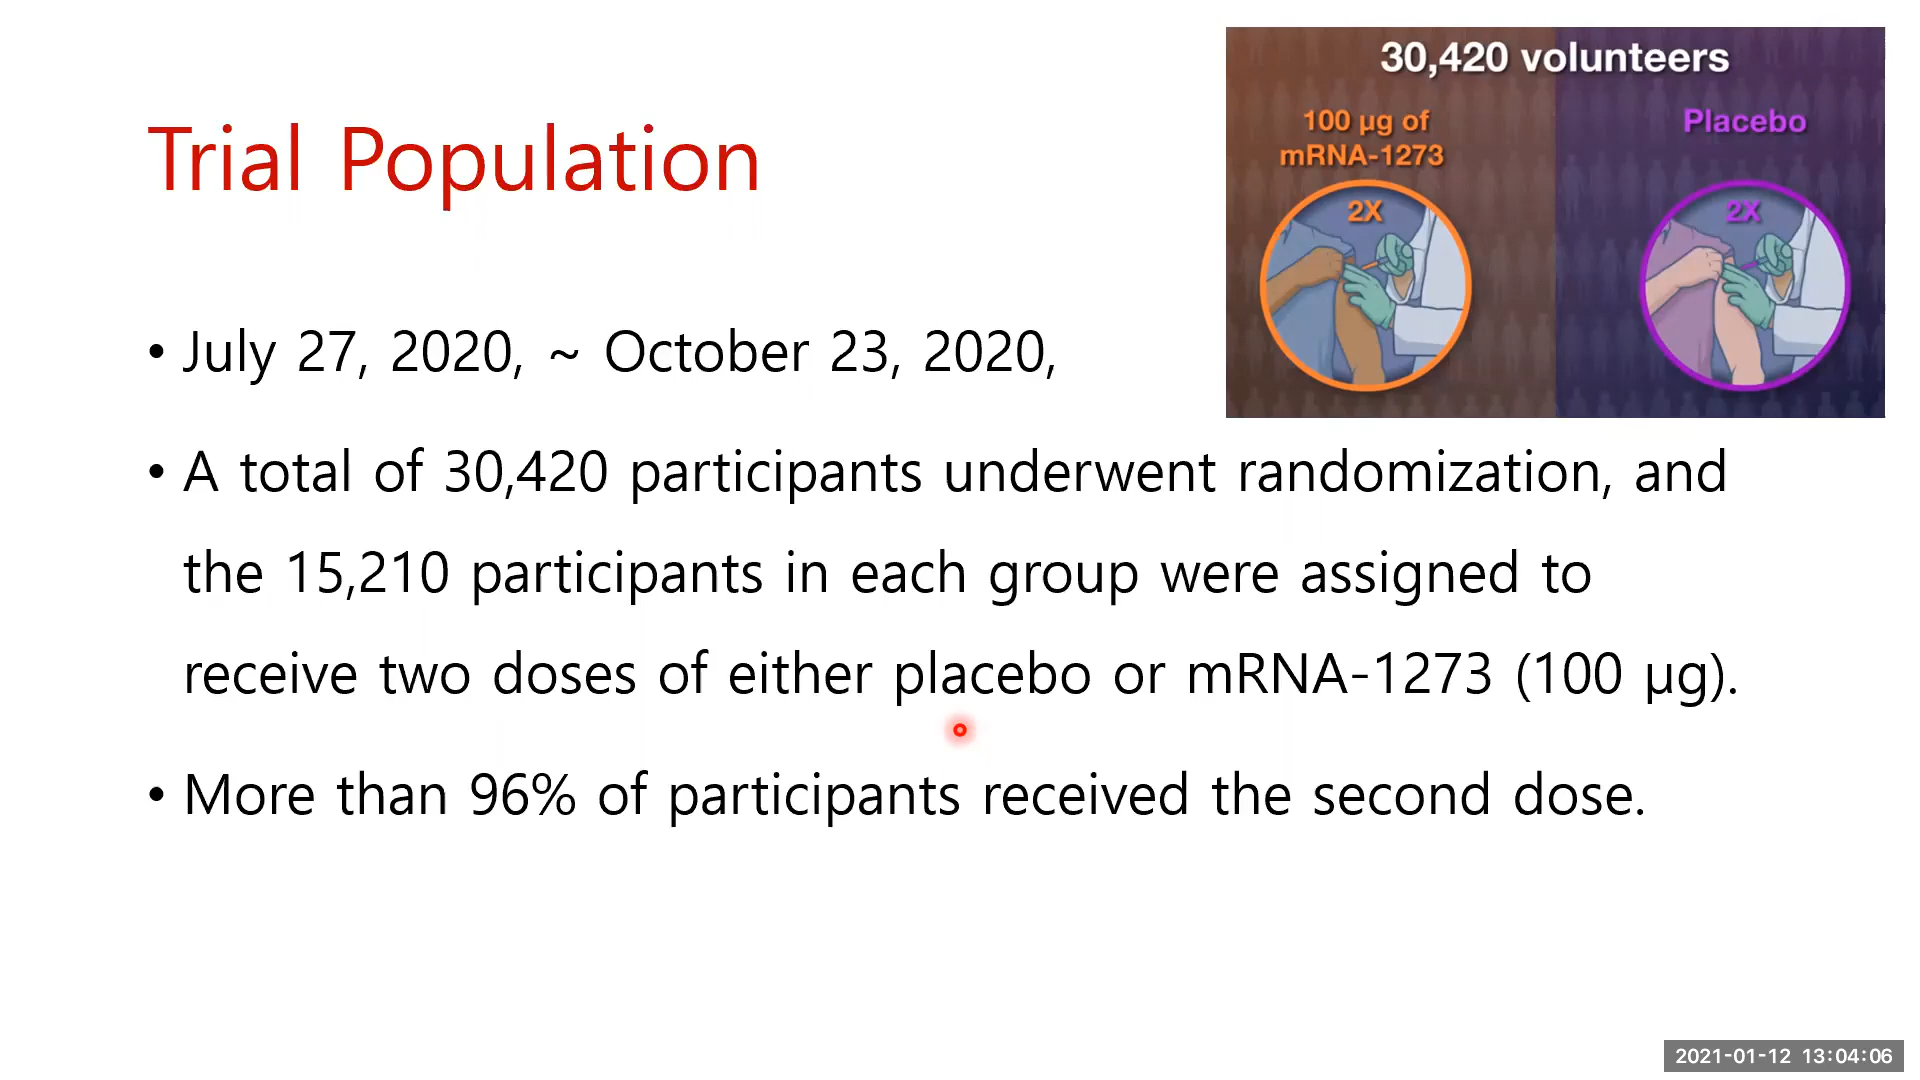 30,420 volunteers
100 µg of
mRNA-1273
Placebo
2X
2X
Trial Population
• July 27, 2020, ~ October 23, 2020,
• A total of 30,420 participants underwent randomization, and
the 15,210 participants in each group were assigned to
receive two doses of either placebo or mRNA-1273 (100 µg).
• More than 96% of participants received the second dose.
2021-01-12 13:04:06